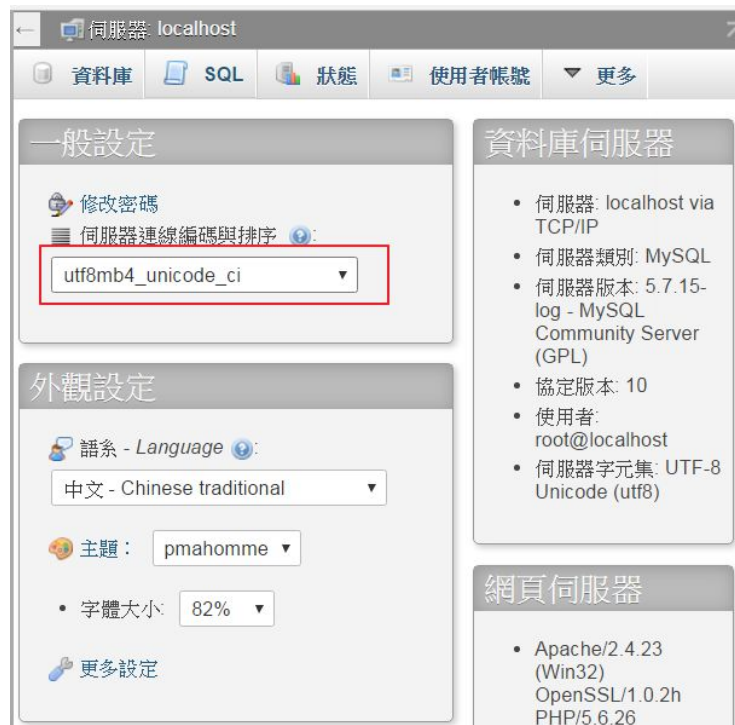 伺服器: localhost
資料庫 SQL 狀態 使用者帳號 更多
一般設定
修改密碼
伺服器連線編碼與排序 :
utf8mb4_unicode_ci
外觀設定
語系 - Language :
中文 - Chinese traditional
主題： pmahomme
• 字體大小: 82%
更多設定
資料庫伺服器
• 伺服器: localhost via
TCP/IP
• 伺服器類別: MySQL
• 伺服器版本: 5.7.15-
log - MySQL
Community Server
(GPL)
• 協定版本: 10
• 使用者:
root@localhost
• 伺服器字元集: UTF-8
Unicode (utf8)
網頁伺服器
• Apache/2.4.23
(Win32)
OpenSSL/1.0.2h
PHP/5.6.26